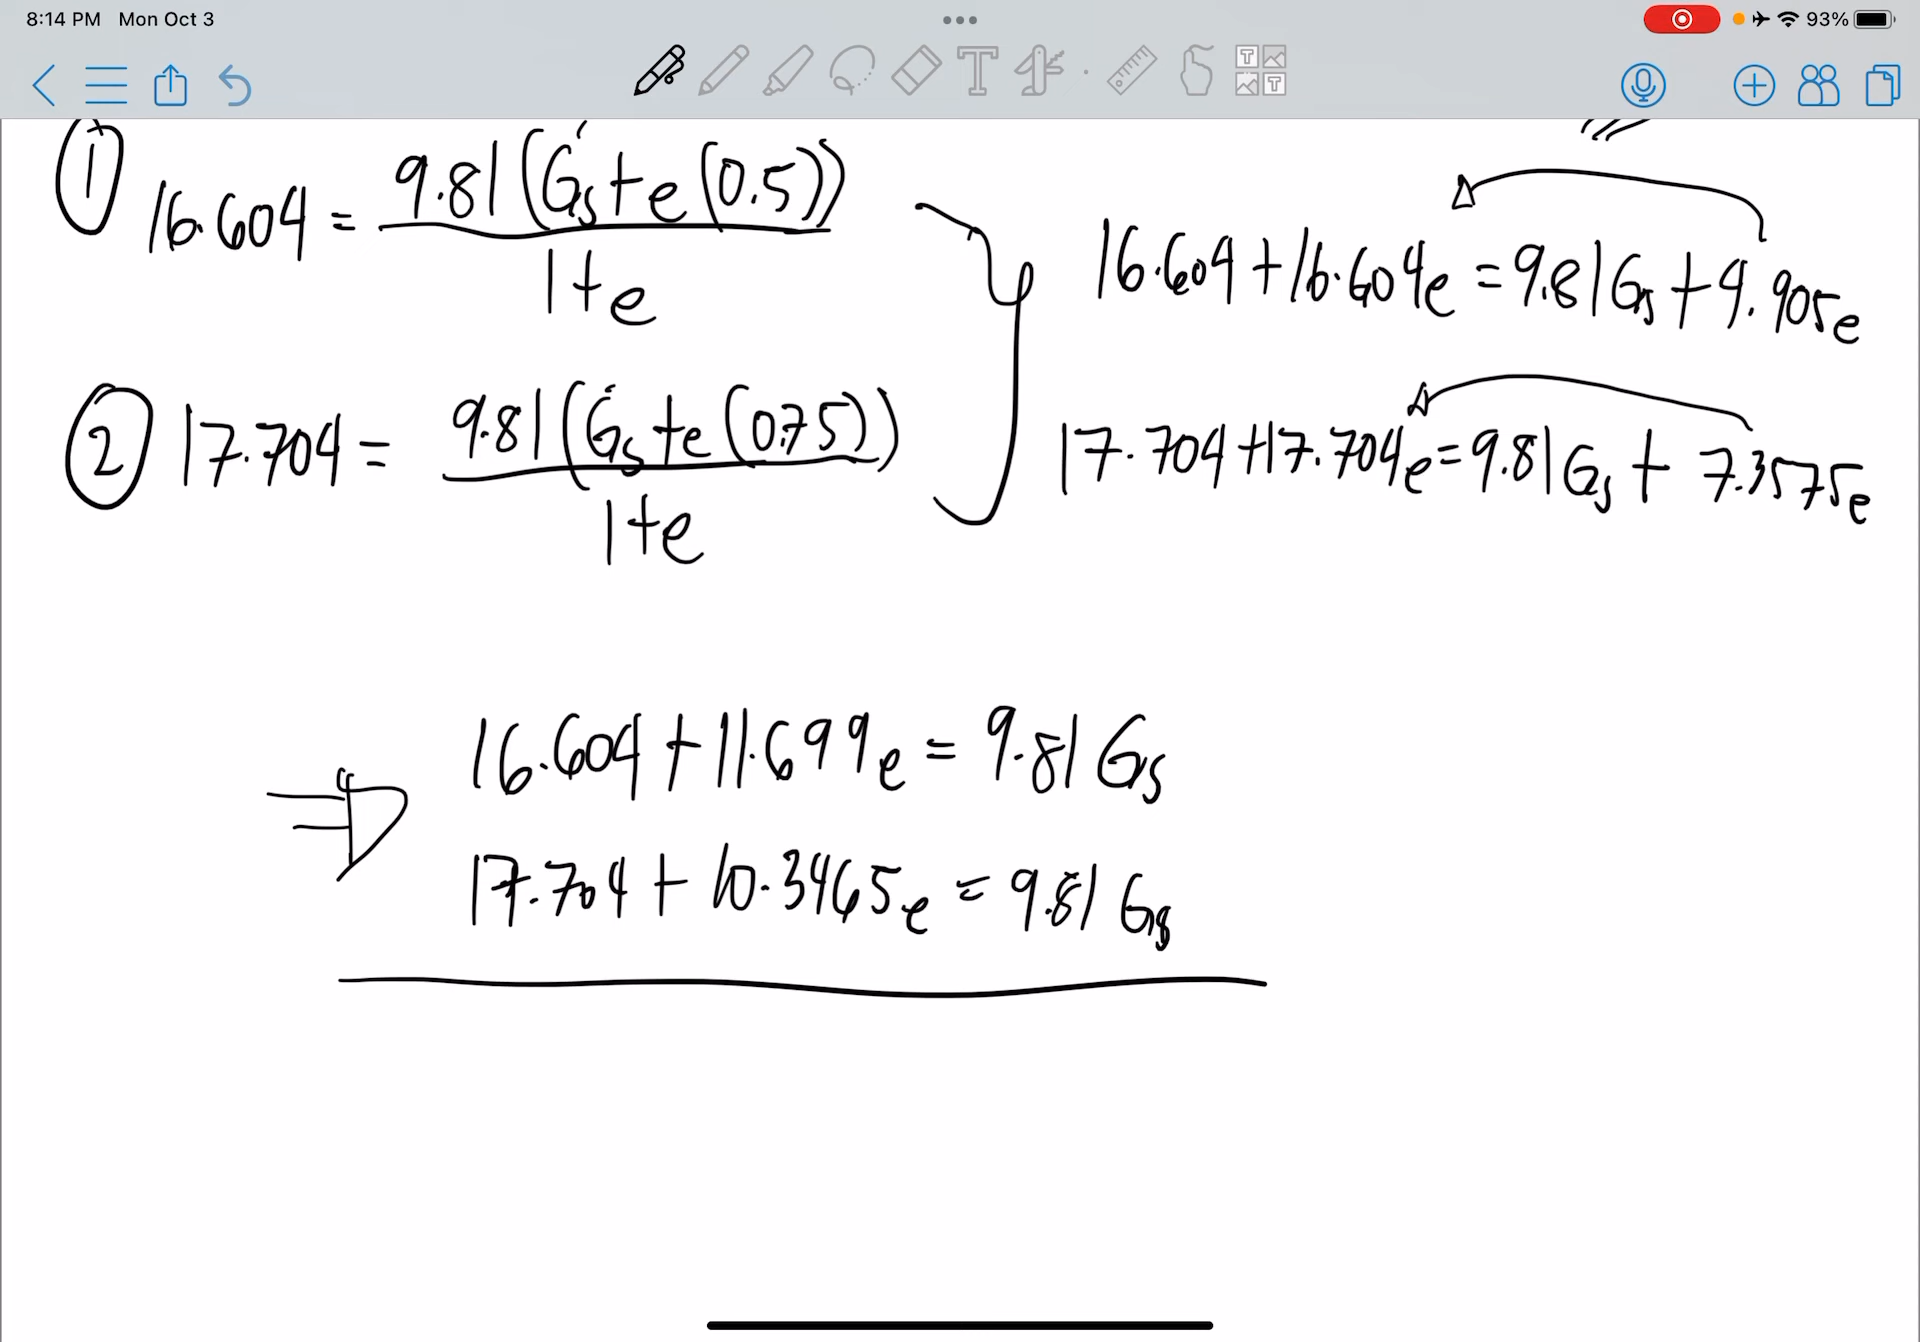 8:14 PM Mon Oct 3
93%
① 16.604 = 9.81(Gs+e(0.5))
1+e
16.604+16.604e=9.81Gs+4.905e
② 17.704 = 9.81(Gs+e(0.75))
1+e
17.704+17.704e=9.81Gs+7.3575e
16.604+11.699e=9.81Gs
17.704+10.3465e=9.81Gs